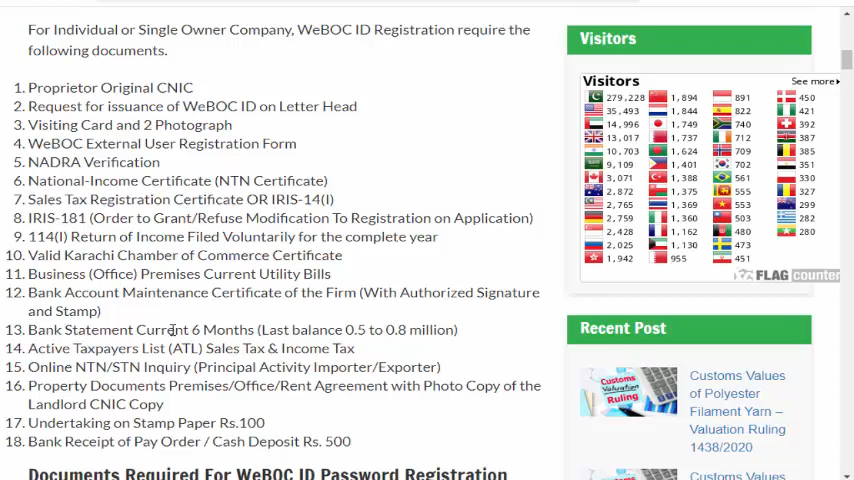 For Individual or Single Owner Company, WeBOC ID Registration require the
following documents.
1. Proprietor Original CNIC
2. Request for issuance of WeBOC ID on Letter Head
3. Visiting Card and 2 Photograph
4. WeBOC External User Registration Form
5. NADRA Verification
6. National-Income Certificate (NTN Certificate)
7. Sales Tax Registration Certificate OR IRIS-14(I)
8. IRIS-181 (Order to Grant/Refuse Modification To Registration on Application)
9. 114(I) Return of Income Filed Voluntarily for the complete year
10. Valid Karachi Chamber of Commerce Certificate
11. Business (Office) Premises Current Utility Bills
12. Bank Account Maintenance Certificate of the Firm (With Authorized Signature
and Stamp)
13. Bank Statement Current 6 Months (Last balance 0.5 to 0.8 million)
14. Active Taxpayers List (ATL) Sales Tax & Income Tax
15. Online NTN/STN Inquiry (Principal Activity Importer/Exporter)
16. Property Documents Premises/Office/Rent Agreement with Photo Copy of the
Landlord CNIC Copy
17. Undertaking on Stamp Paper Rs.100
18. Bank Receipt of Pay Order / Cash Deposit Rs. 500
Documents Required For WeBOC ID Password Registration
Visitors
Visitors See more
279,228 1,894 891 450
35,493 1,844 822 421
14,996 1,749 740 392
13,017 1,737 712 387
10,703 1,624 709 385
9,109 1,401 702 351
3,071 1,388 567 330
2,872 1,375 555 327
2,765 1,369 553 299
2,759 1,360 503 292
2,428 1,360 480 282
2,025 1,130 473 280
1,942 955 451
FLAG counter
Recent Post
Customs Valuation Ruling
Customs Values
of Polyester
Filament Yarn –
Valuation Ruling
1438/2020
Customs Values